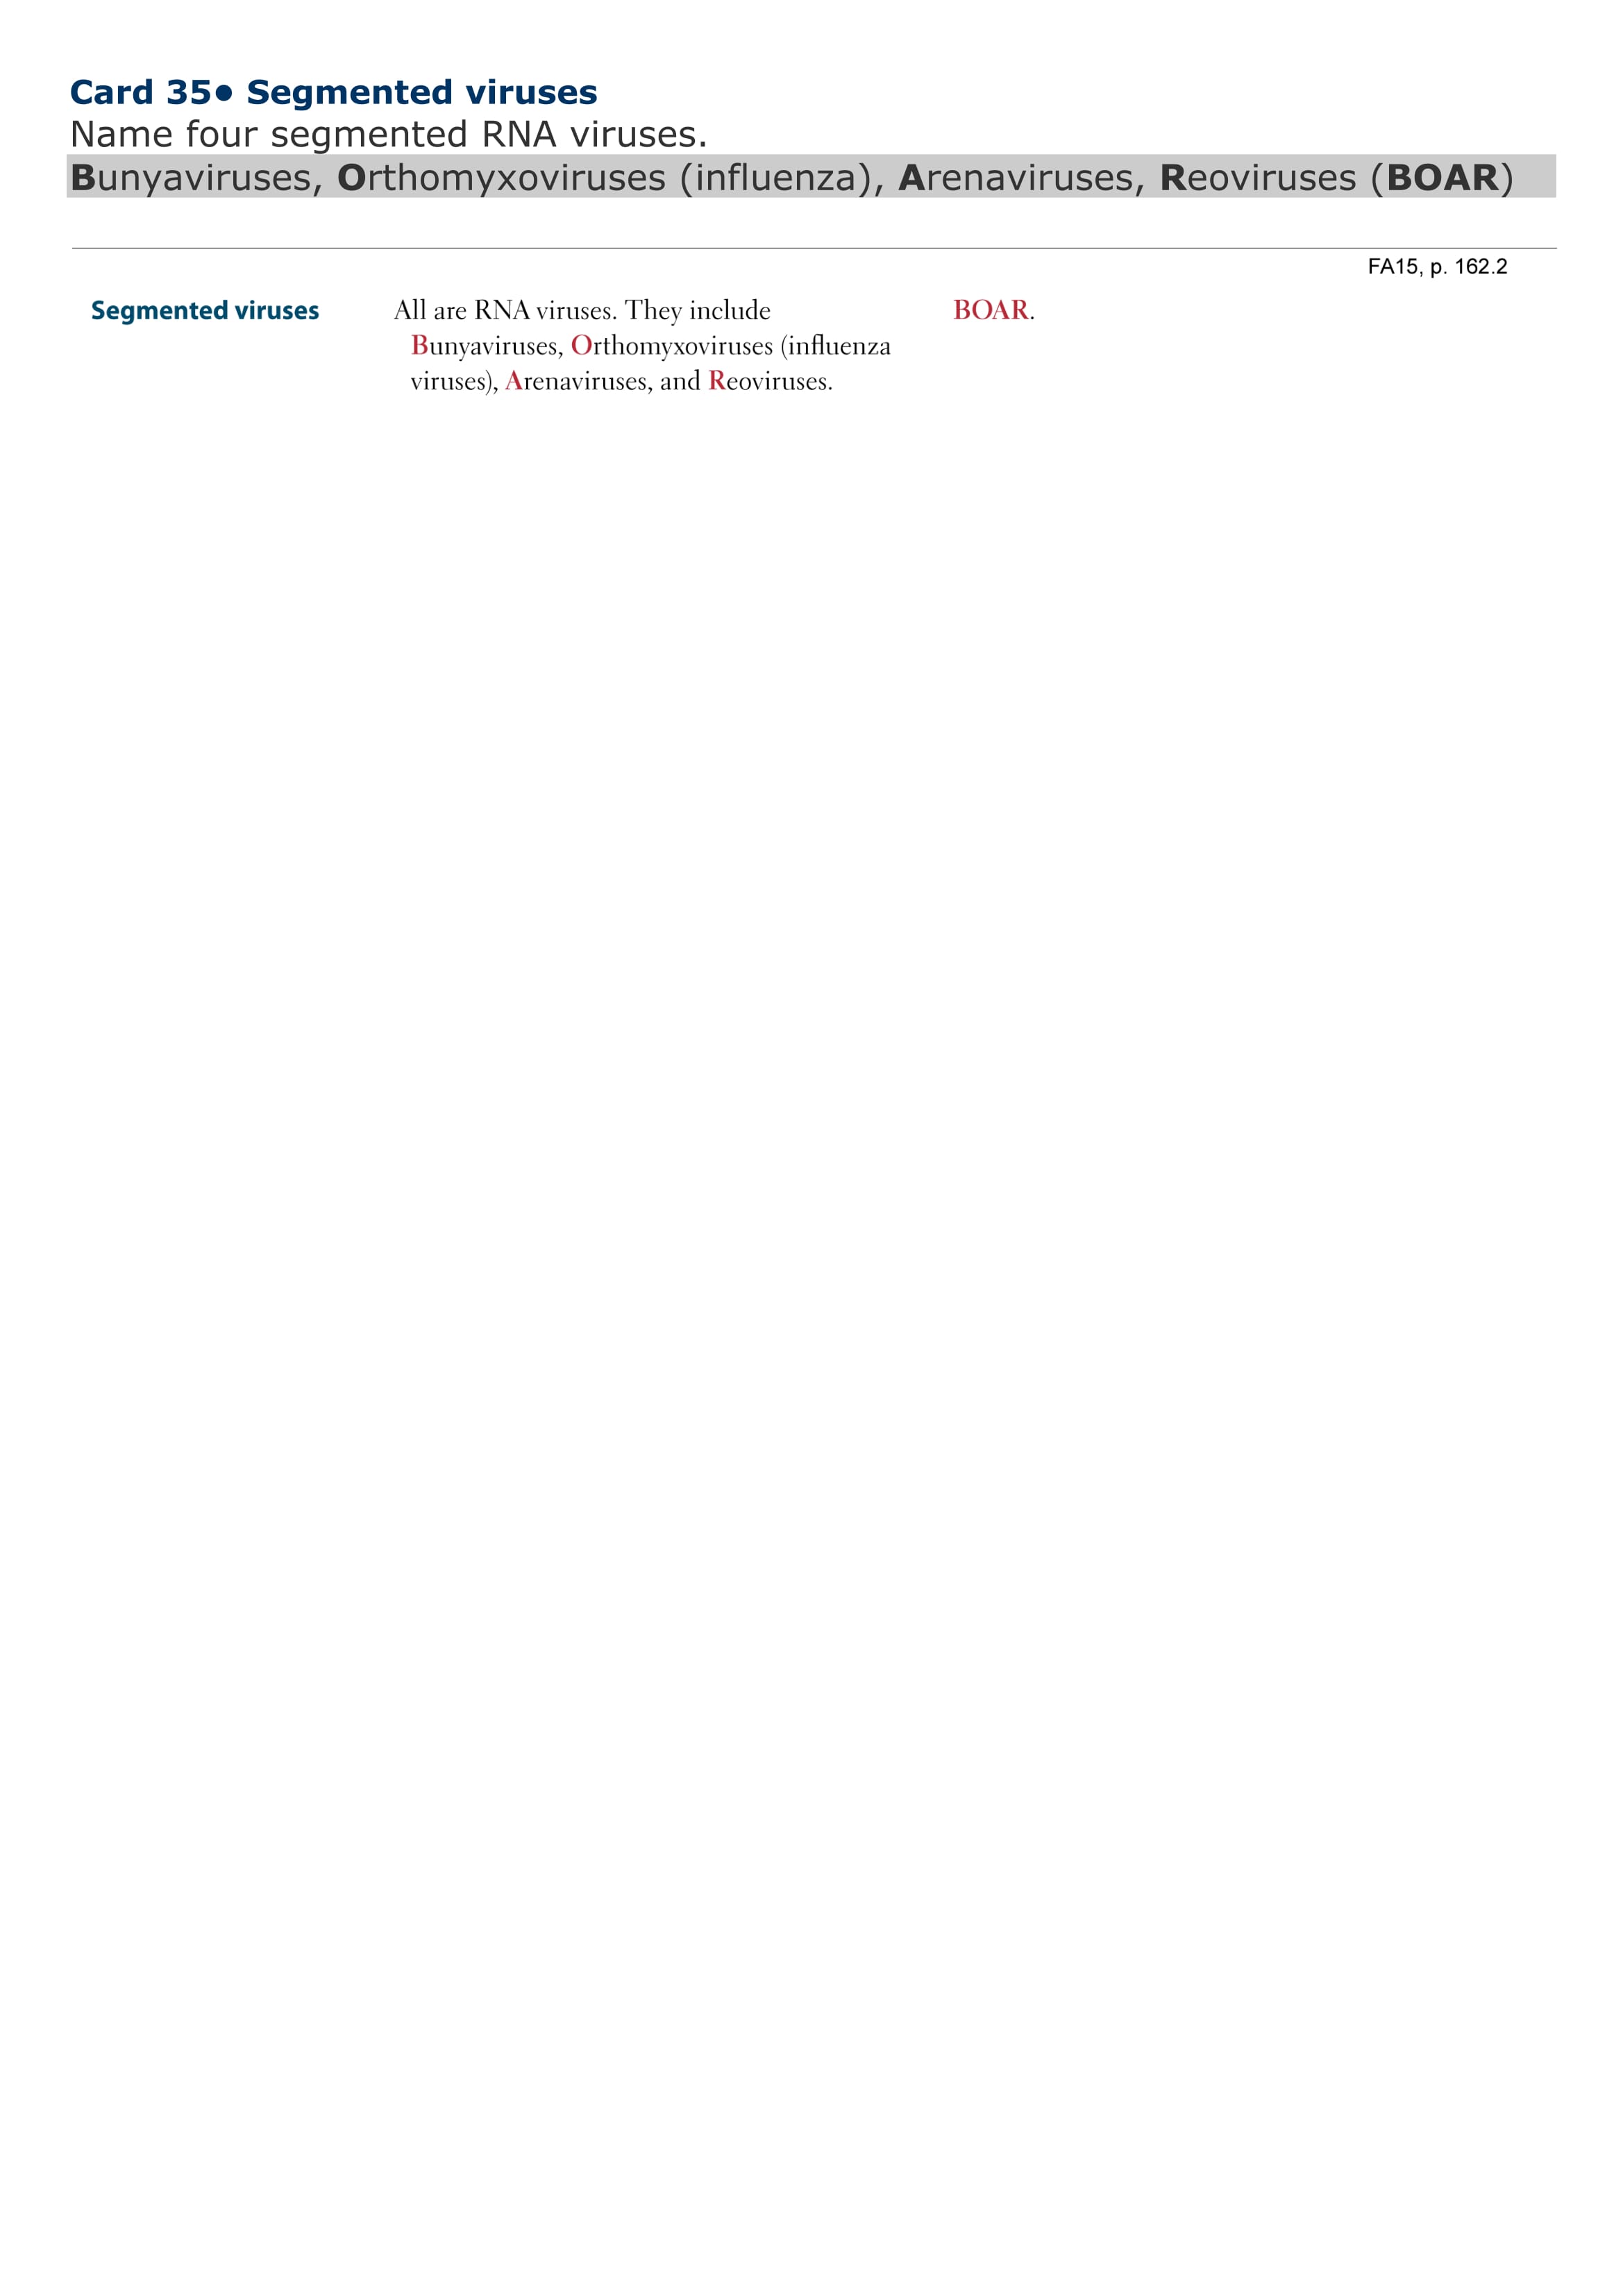 Card 35● Segmented viruses
Name four segmented RNA viruses.
Bunyaviruses, Orthomyxoviruses (influenza), Arenaviruses, Reoviruses (BOAR)
FA15, p. 162.2
Segmented viruses All are RNA viruses. They include BOAR.
Bunyaviruses, Orthomyxoviruses (influenza
viruses), Arenaviruses, and Reoviruses.